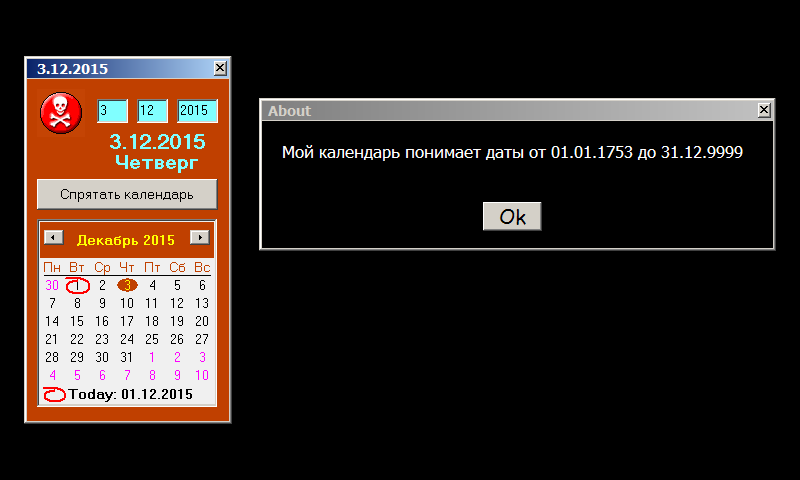 3.12.2015
3 12 2015
3.12.2015
Четверг
Спрятать календарь
Декабрь 2015
Пн Вт Ср Чт Пт Сб Вс
30 1 2 3 4 5 6
7 8 9 10 11 12 13
14 15 16 17 18 19 20
21 22 23 24 25 26 27
28 29 30 31 1 2 3
4 5 6 7 8 9 10
Today: 01.12.2015
About
Мой календарь понимает даты от 01.01.1753 до 31.12.9999
Ok